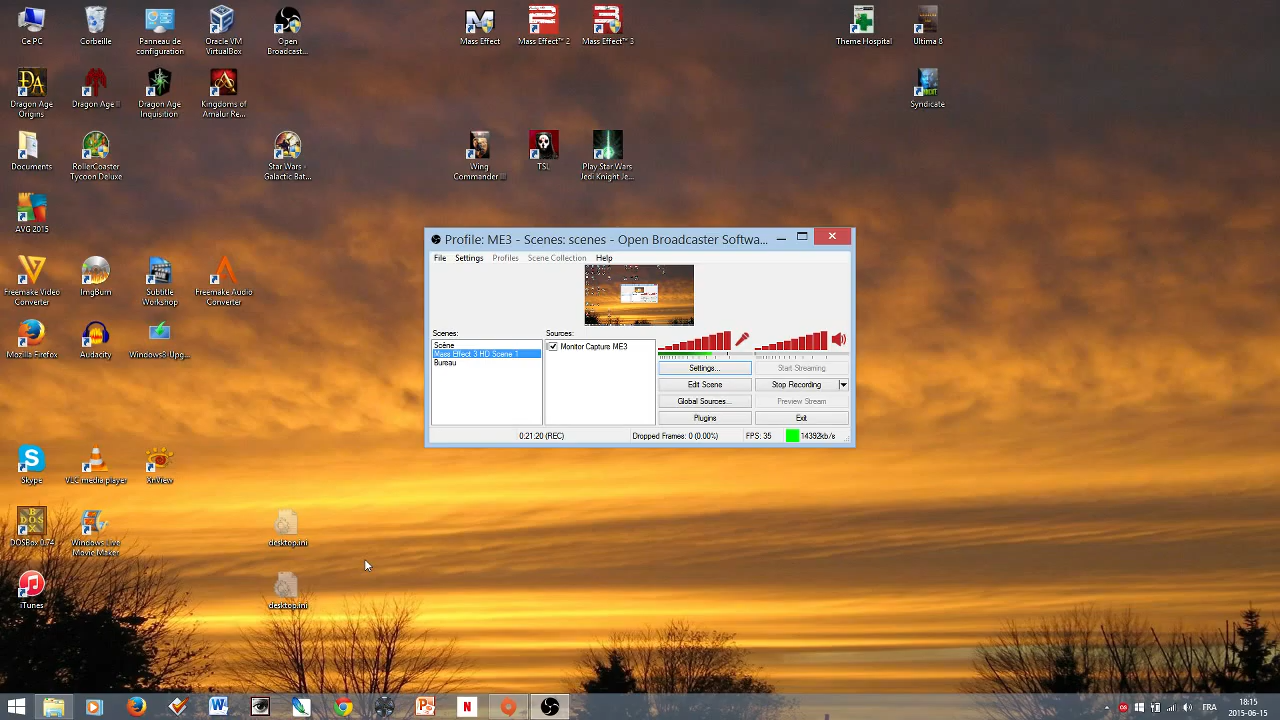 Ce PC
Corbeille
Panneau de
configuration
Oracle VM
VirtualBox
Open
Broadcast...
Mass Effect
Mass Effect™ 2
Mass Effect™ 3
Theme Hospital
Ultima 8
Dragon Age
Origins
Dragon Age II
Dragon Age
Inquisition
Kingdoms of
Amalur Re...
Syndicate
Documents
RollerCoaster
Tycoon Deluxe
Star Wars -
Galactic Bat...
Wing
Commander III
TSL
Play Star Wars
Jedi Knight Je...
AVG 2015
Profile: ME3 - Scenes: scenes - Open Broadcaster Softwa...
File Settings Profiles Scene Collection Help
Freemake Video
Converter
ImgBurn
Subtitle
Workshop
Freemake Audio
Converter
Scenes:
Sources:
Scène
Mass Effect 3 HD Scene 1
Bureau
Monitor Capture ME3
Settings...
Start Streaming
Edit Scene
Stop Recording
Global Sources...
Preview Stream
Plugins
Exit
0:21:20 (REC)
Dropped Frames: 0 (0.00%)
FPS: 35
14392kb/s
Mozilla Firefox
Audacity
Windows8-Upg...
Skype
VLC media player
XnView
DOSBox 0.74
Windows Live
Movie Maker
desktop.ini
iTunes
desktop.ini
FRA
18:15
2015-06-15